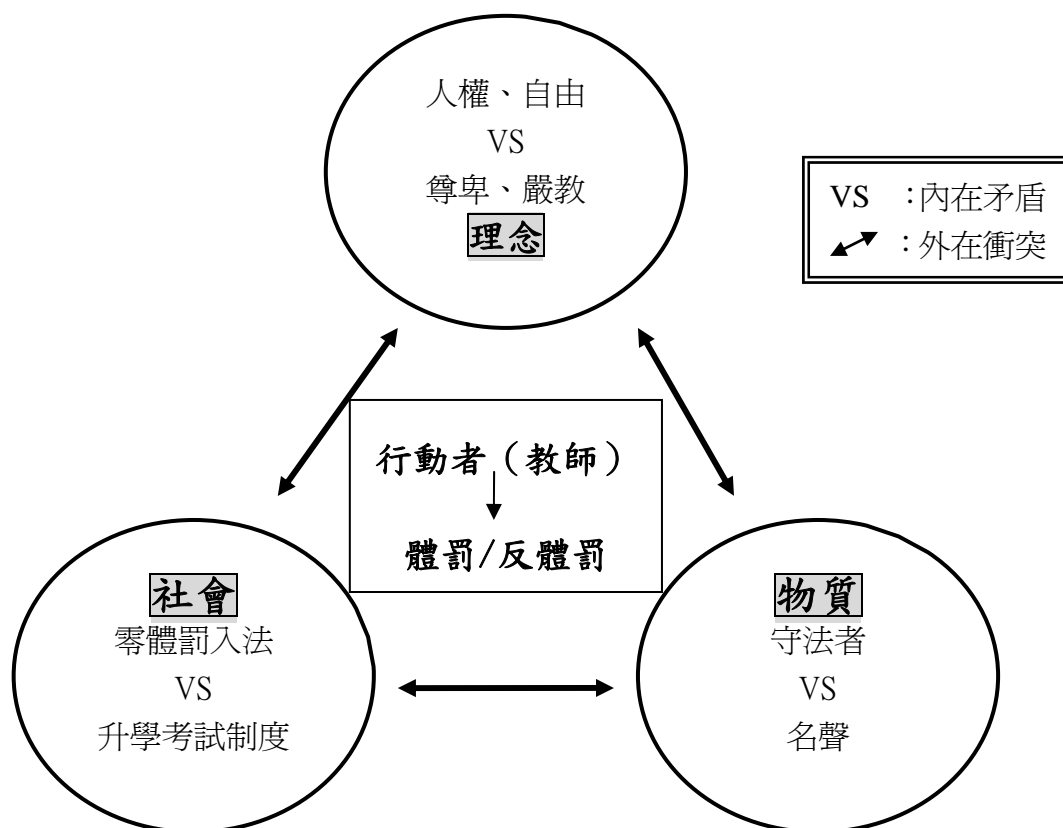 人權、自由
VS
尊卑、嚴教
理念
VS ：內在矛盾
：外在衝突
行動者（教師）
體罰/反體罰
社會
零體罰入法
VS
升學考試制度
物質
守法者
VS
名聲